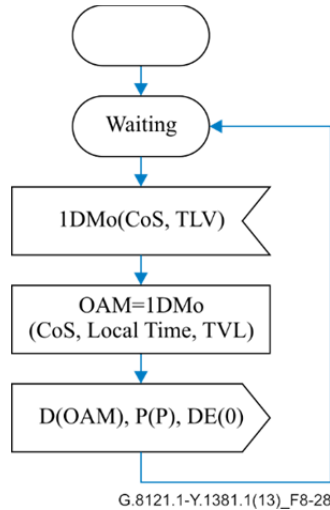 Waiting
1DMo(CoS, TLV)
OAM=1DMo
(CoS, Local Time, TVL)
D(OAM), P(P), DE(0)
G.8121.1-Y.1381.1(13)_F8-28